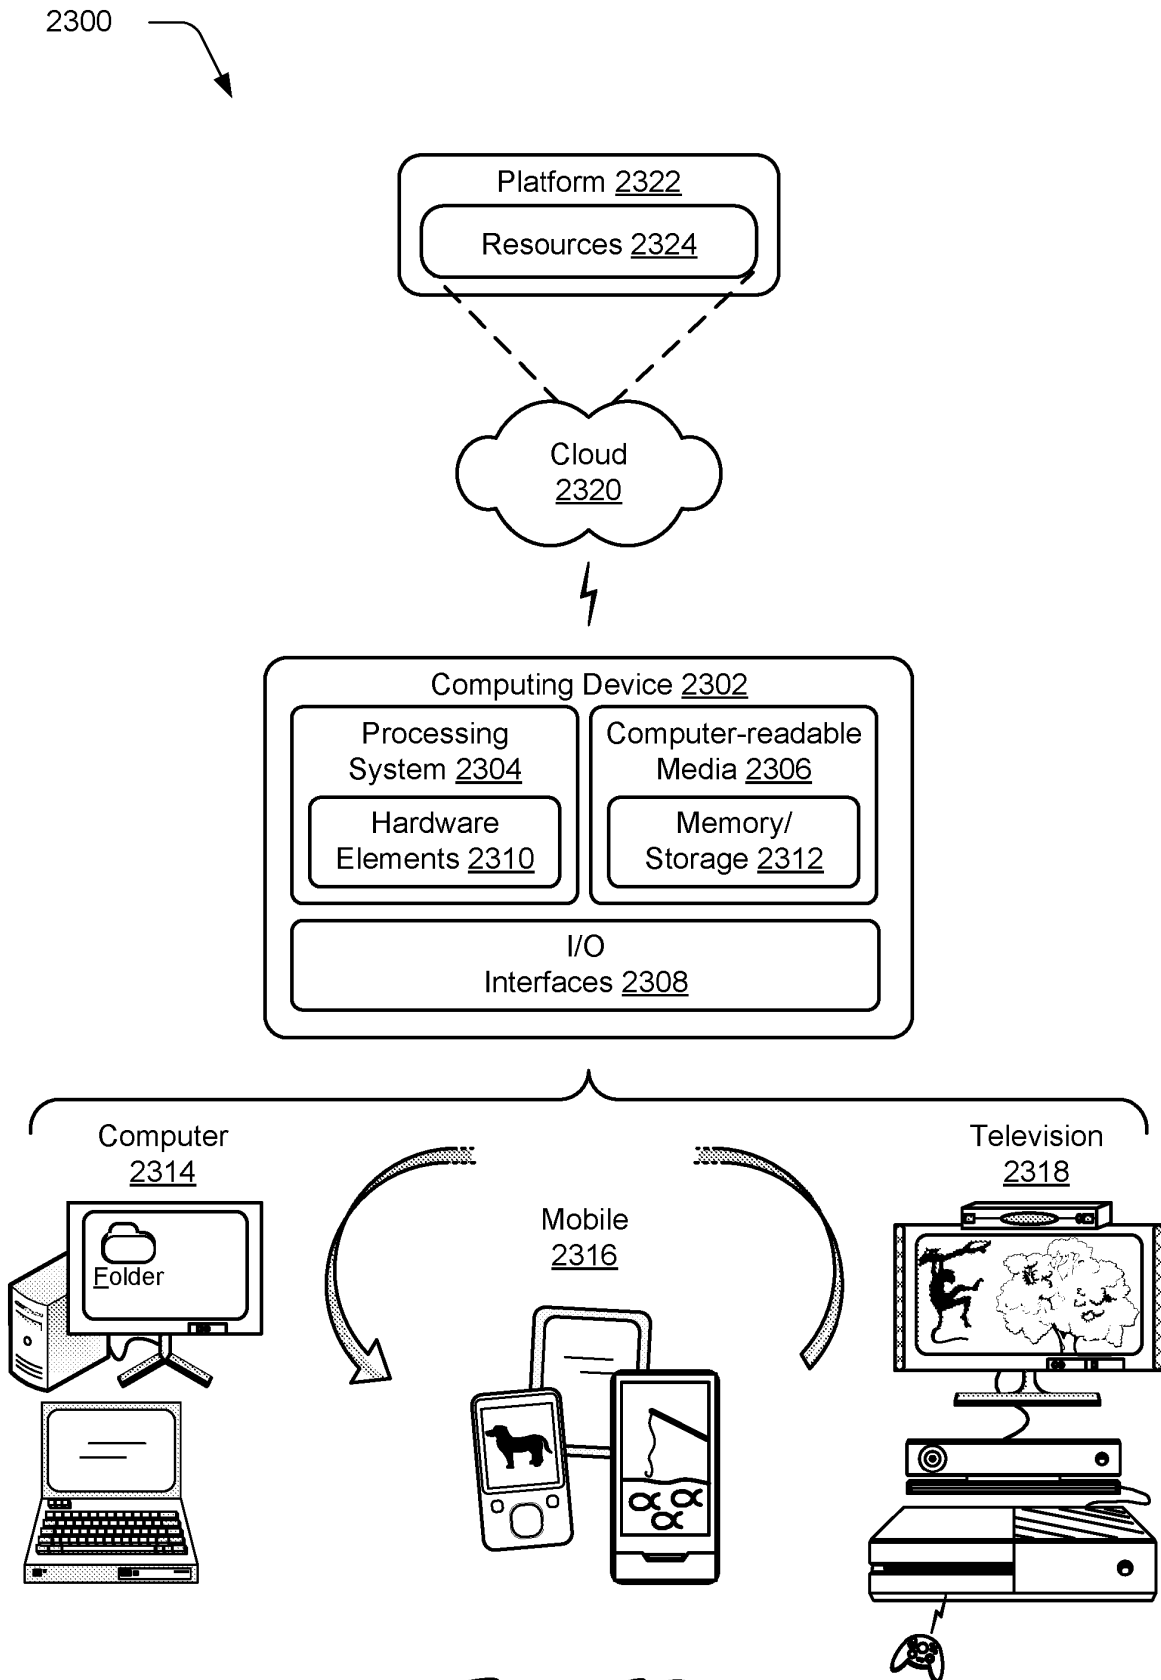 2300
Platform 2322
Resources 2324
Cloud
2320
Computing Device 2302
Processing
System 2304
Hardware
Elements 2310
Computer-readable
Media 2306
Memory/
Storage 2312
I/O
Interfaces 2308
Computer
2314
Folder
Mobile
2316
Television
2318